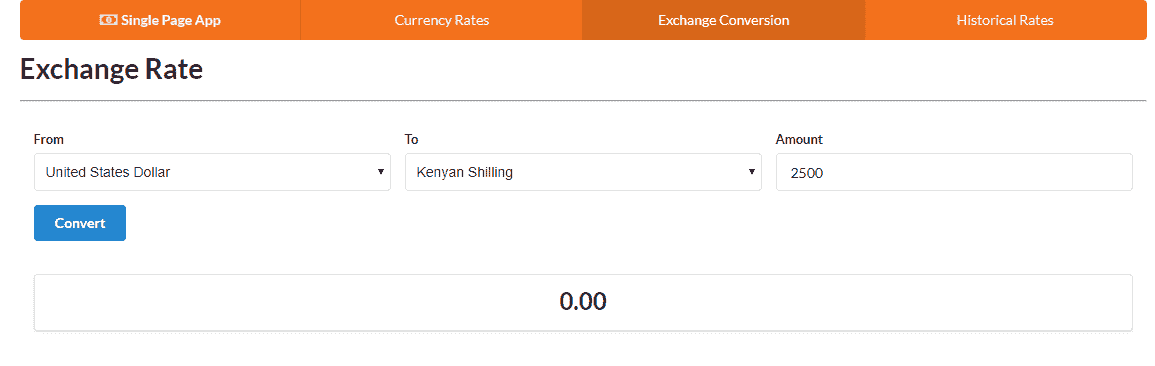 Single Page App Currency Rates Exchange Conversion Historical Rates
Exchange Rate
From To Amount
United States Dollar Kenyan Shilling 2500
Convert
0.00